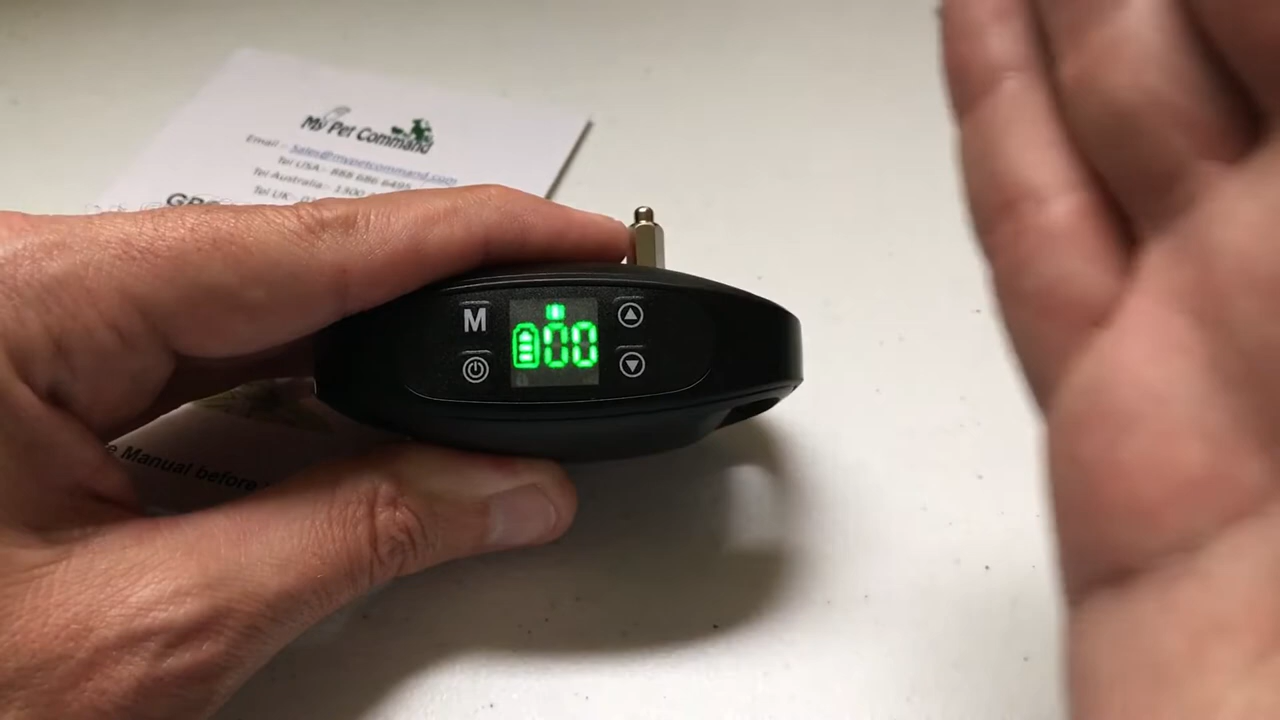 My Pet Command
Email :- Sales@mypetcommand.com
Tel USA:- 888 686 6495
Tel Australia:- 1300
Tel UK:-
M
00
Manual before